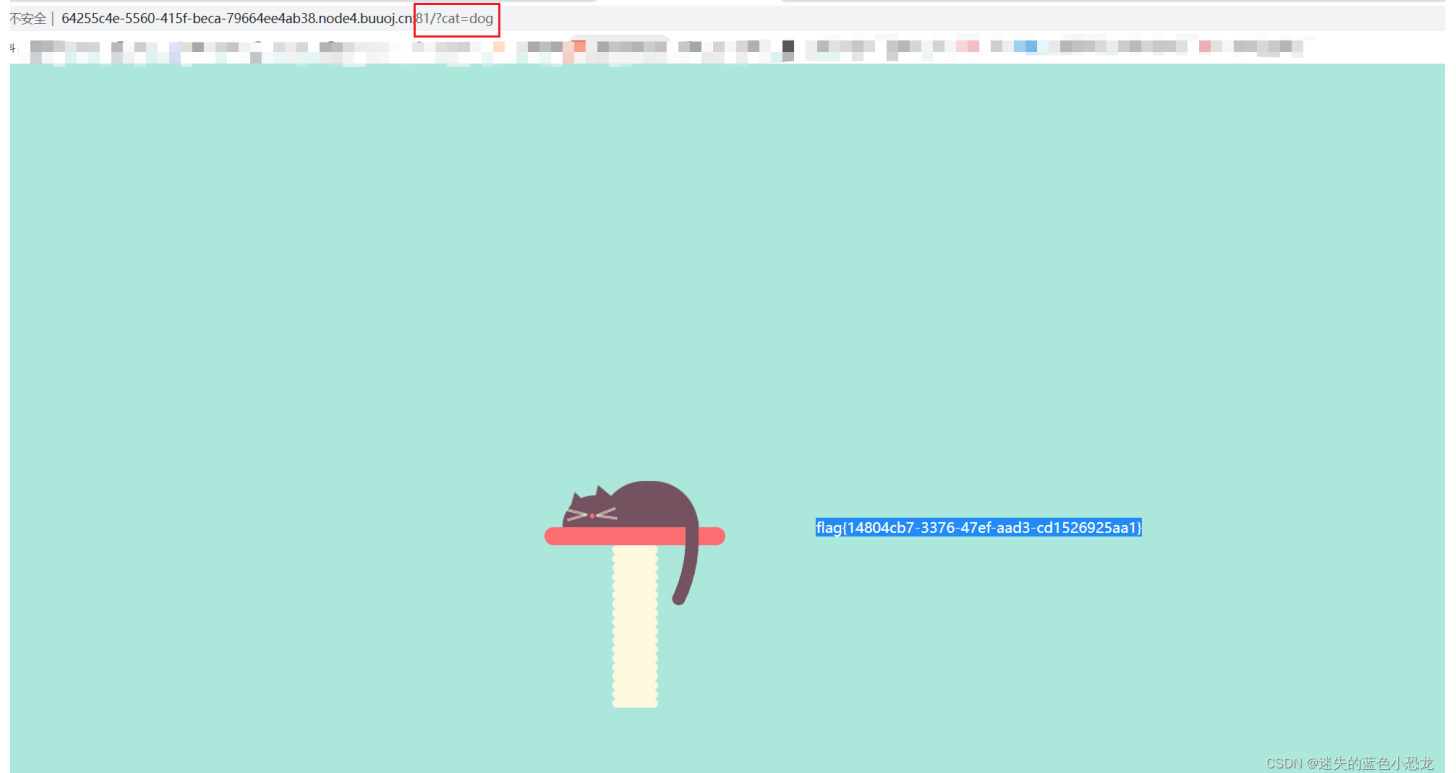 不安全 | 64255c4e-5560-415f-beca-79664ee4ab38.node4.buuoj.cn:81/?cat=dog
flag{14804cb7-3376-47ef-aad3-cd1526925aa1}
CSDN @迷失的蓝色小恐龙